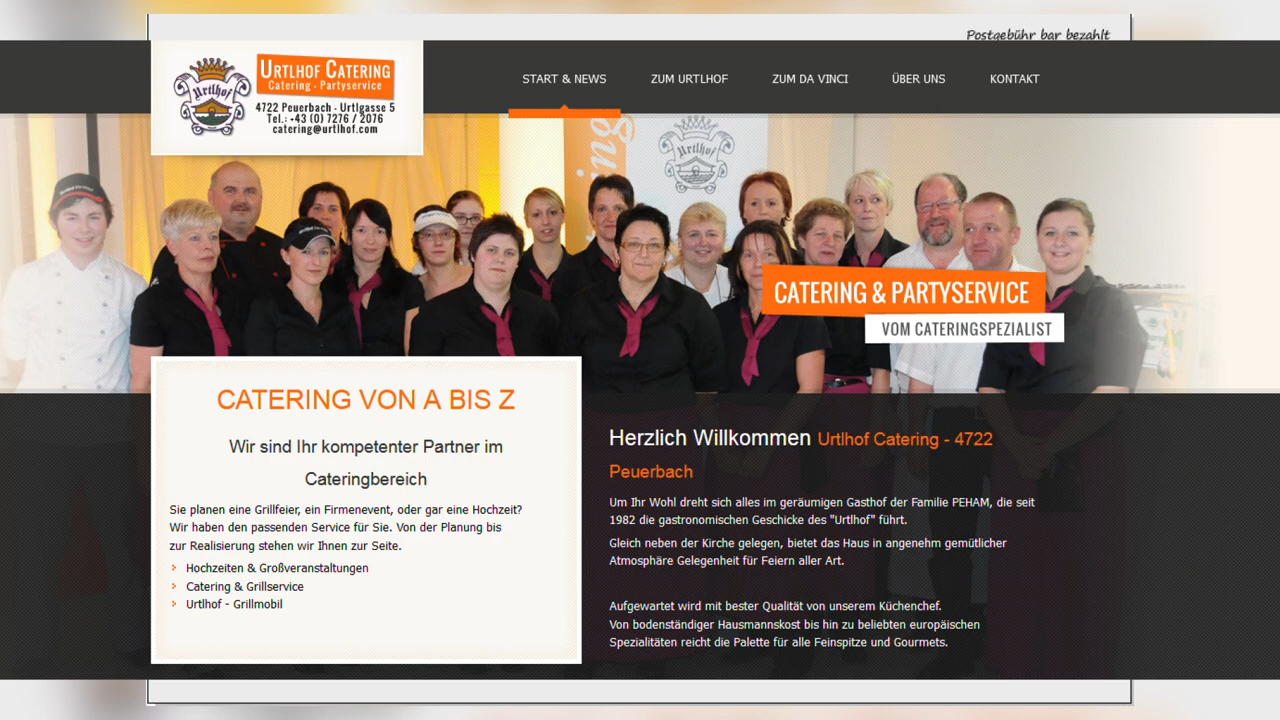 Postgebühr bar bezahlt
Urtlhof
URTLHOF CATERING
Catering - Partyservice
4722 Peuerbach - Urtlgasse 5
Tel.: +43 (0) 7276 / 2076
catering@urtlhof.com
START & NEWS
ZUM URTLHOF
ZUM DA VINCI
ÜBER UNS
KONTAKT
Urtlhof
CATERING & PARTYSERVICE
VOM CATERINGSPEZIALIST
CATERING VON A BIS Z
Wir sind Ihr kompetenter Partner im
Cateringbereich
Sie planen eine Grillfeier, ein Firmenevent, oder gar eine Hochzeit?
Wir haben den passenden Service für Sie. Von der Planung bis
zur Realisierung stehen wir Ihnen zur Seite.
Hochzeiten & Großveranstaltungen
Catering & Grillservice
Urtlhof - Grillmobil
Herzlich Willkommen Urtlhof Catering - 4722
Peuerbach
Um Ihr Wohl dreht sich alles im geräumigen Gasthof der Familie PEHAM, die seit
1982 die gastronomischen Geschicke des "Urtlhof" führt.
Gleich neben der Kirche gelegen, bietet das Haus in angenehm gemütlicher
Atmosphäre Gelegenheit für Feiern aller Art.
Aufgewartet wird mit bester Qualität von unserem Küchenchef.
Von bodenständiger Hausmannskost bis hin zu beliebten europäischen
Spezialitäten reicht die Palette für alle Feinspitze und Gourmets.